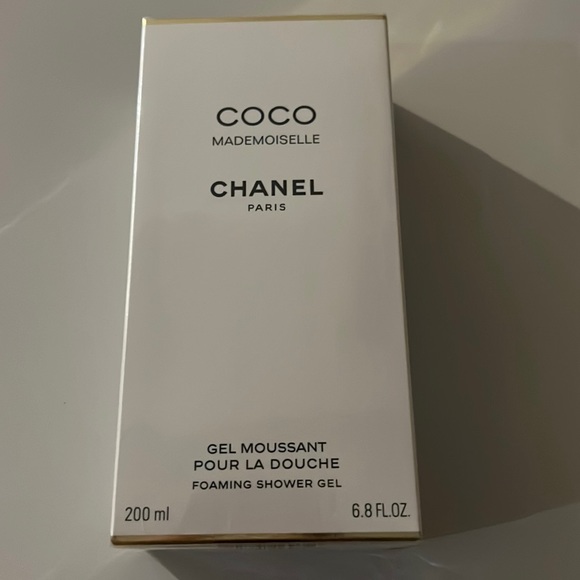 COCO
MADEMOISELLE
CHANEL
PARIS
GEL MOUSSANT
POUR LA DOUCHE
FOAMING SHOWER GEL
200 ml 6.8 FL.OZ.